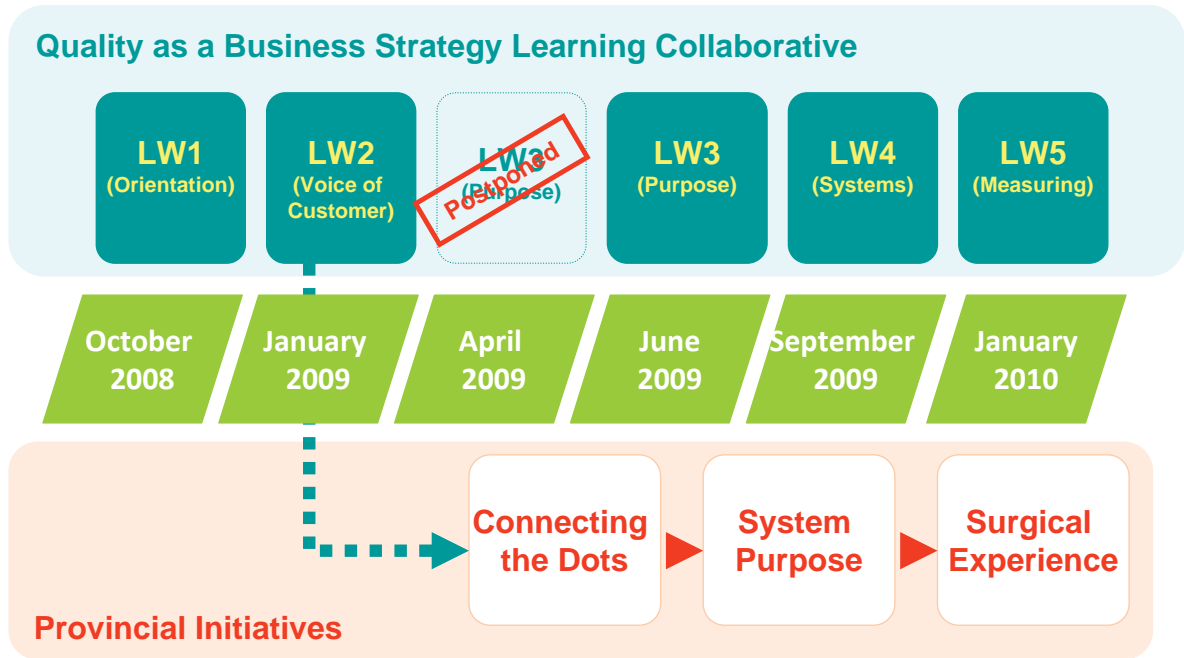 Quality as a Business Strategy Learning Collaborative
LW1
(Orientation)
LW2
(Voice of
Customer)
LW3
(Purpose)
Postponed
LW3
(Purpose)
LW4
(Systems)
LW5
(Measuring)
October
2008
January
2009
April
2009
June
2009
September
2009
January
2010
Connecting
the Dots
System
Purpose
Surgical
Experience
Provincial Initiatives